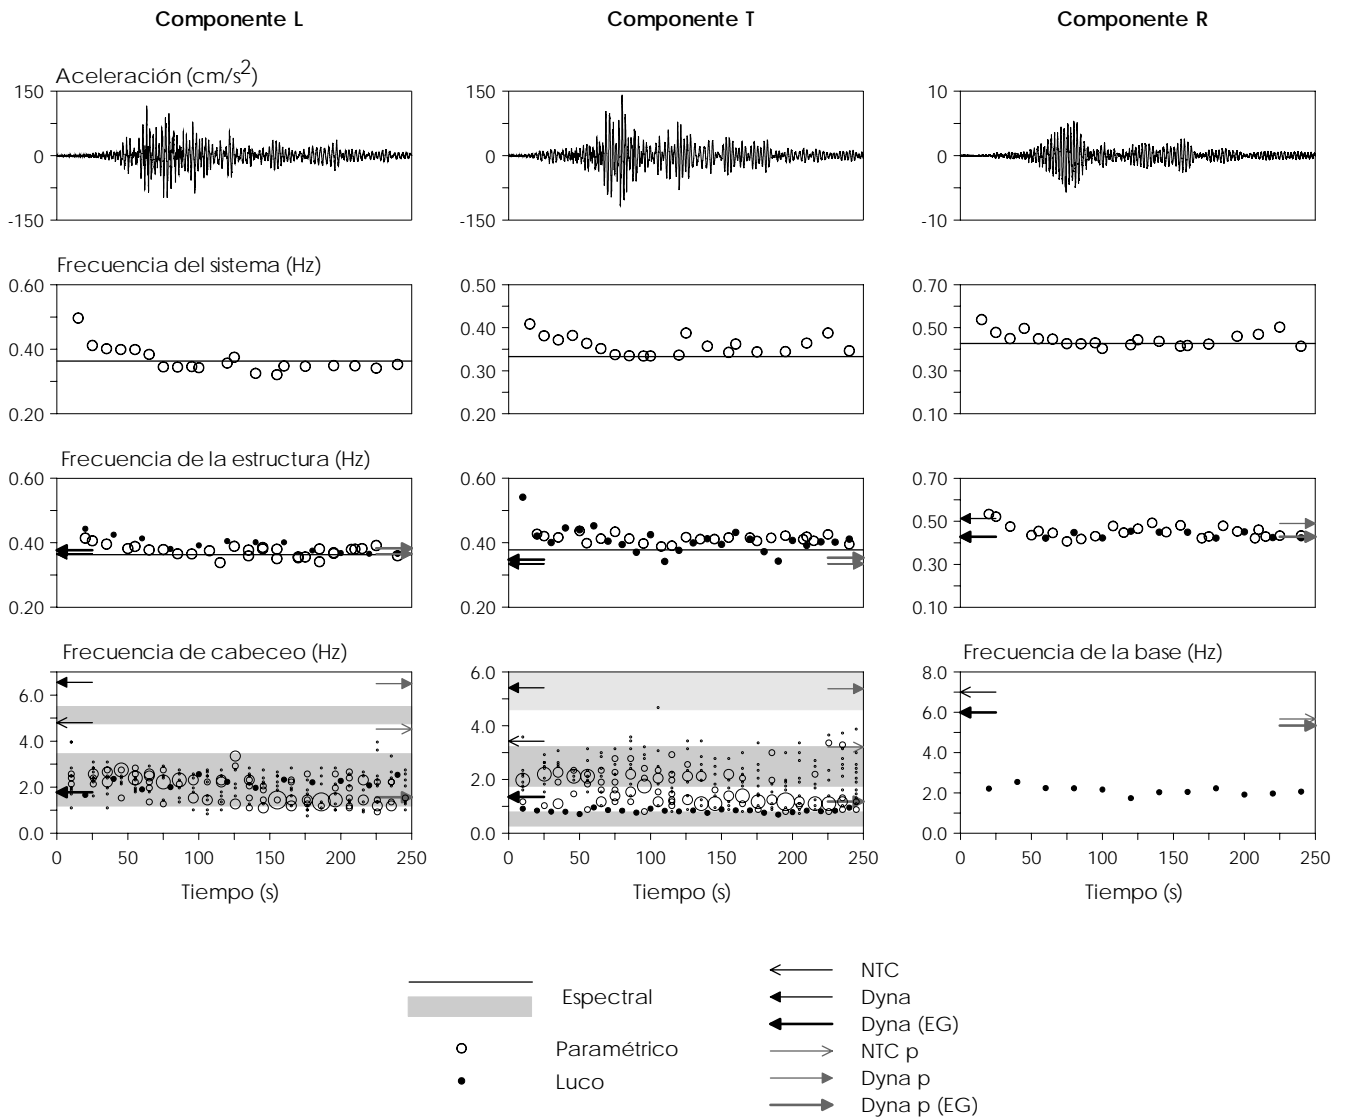 Componente L
Componente T
Componente R
Aceleración (cm/s²)
150
0
-150
150
0
-150
10
0
-10
Frecuencia del sistema (Hz)
0.60
0.40
0.20
0.50
0.40
0.30
0.20
0.70
0.50
0.30
0.10
Frecuencia de la estructura (Hz)
0.60
0.40
0.20
0.60
0.40
0.20
0.70
0.50
0.30
0.10
Frecuencia de cabeceo (Hz)
Frecuencia de la base (Hz)
6.0
4.0
2.0
0.0
6.0
4.0
2.0
0.0
8.0
6.0
4.0
2.0
0.0
0 50 100 150 200 250
0 50 100 150 200 250
0 50 100 150 200 250
Tiempo (s)
Tiempo (s)
Tiempo (s)
Espectral
Paramétrico
Luco
NTC
Dyna
Dyna (EG)
NTC p
Dyna p
Dyna p (EG)